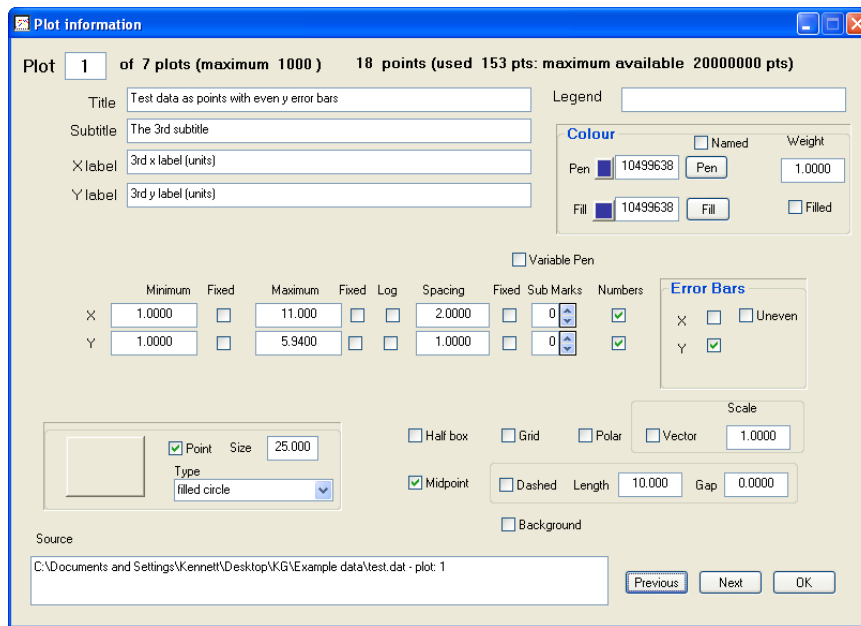 Plot information
Plot 1 of 7 plots (maximum 1000 ) 18 points (used 153 pts: maximum available 20000000 pts)
Title Test data as points with even y error bars Legend
Subtitle The 3rd subtitle
X label 3rd x label (units)
Y label 3rd y label (units)
Colour
Named Weight
Pen 10499638 Pen 1.0000
Fill 10499638 Fill Filled
Variable Pen
Minimum Fixed Maximum Fixed Log Spacing Fixed Sub Marks Numbers Error Bars
X 1.0000 11.000 2.0000 0 X Uneven
Y 1.0000 5.9400 1.0000 0 Y
Scale
Point Size 25.000 Half box Grid Polar Vector 1.0000
Type
filled circle Midpoint Dashed Length 10.000 Gap 0.0000
Background
Source
C:\Documents and Settings\Kennett\Desktop\KG\Example data\test.dat - plot: 1
Previous Next OK